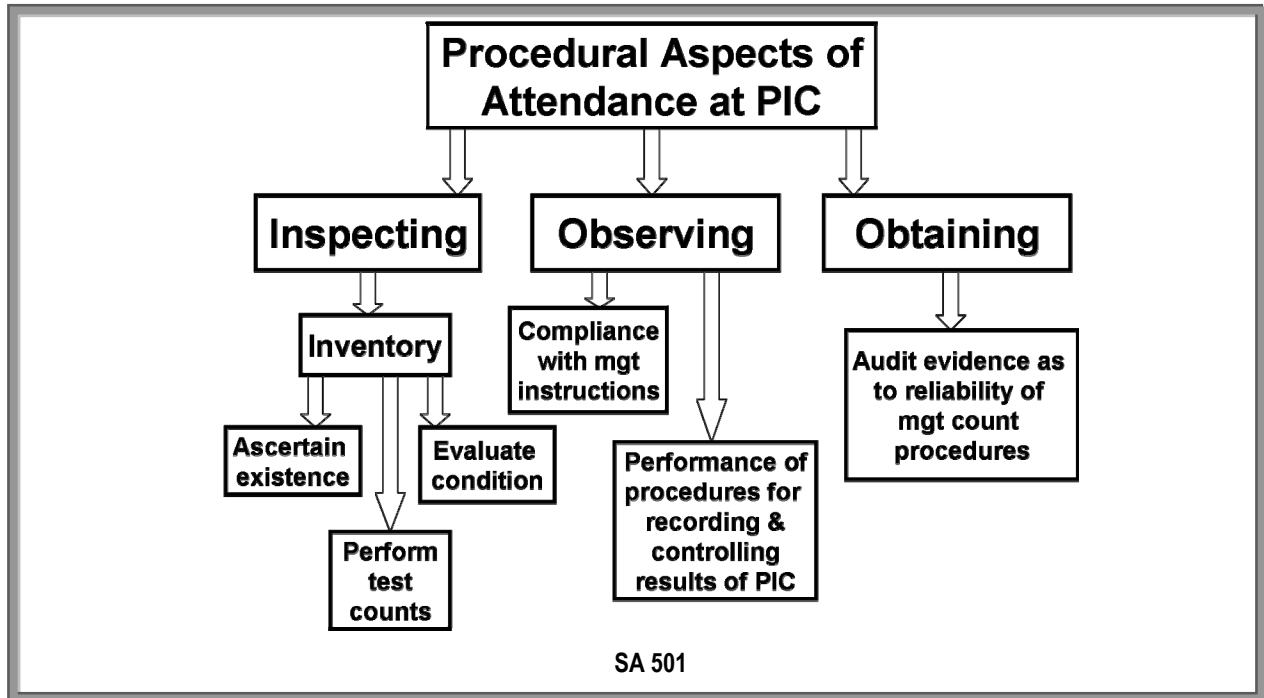 Procedural Aspects of
Attendance at PIC
Inspecting
Observing
Obtaining
Inventory
Compliance
with mgt
instructions
Audit evidence as
to reliability of
mgt count
procedures
Ascertain
existence
Evaluate
condition
Performance of
procedures for
recording &
controlling
results of PIC
Perform
test
counts
SA 501